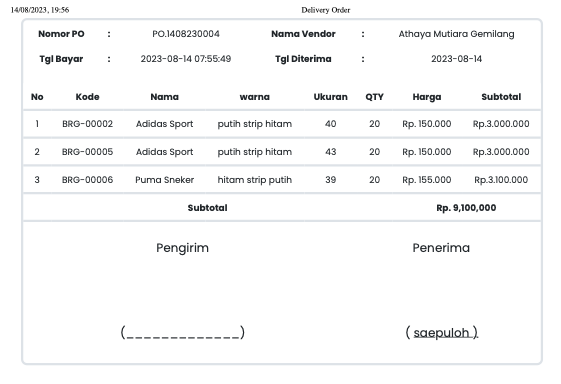 14/08/2023, 19:56 Delivery Order
Nomor PO : PO.1408230004 Nama Vendor : Athaya Mutiara Gemilang
Tgl Bayar : 2023-08-14 07:55:49 Tgl Diterima : 2023-08-14
No Kode Nama warna Ukuran QTY Harga Subtotal
1 BRG-00002 Adidas Sport putih strip hitam 40 20 Rp. 150.000 Rp.3.000.000
2 BRG-00005 Adidas Sport putih strip hitam 43 20 Rp. 150.000 Rp.3.000.000
3 BRG-00006 Puma Sneker hitam strip putih 39 20 Rp. 155.000 Rp.3.100.000
Subtotal Rp. 9,100,000
Pengirim Penerima
(_____________) ( saepuloh )